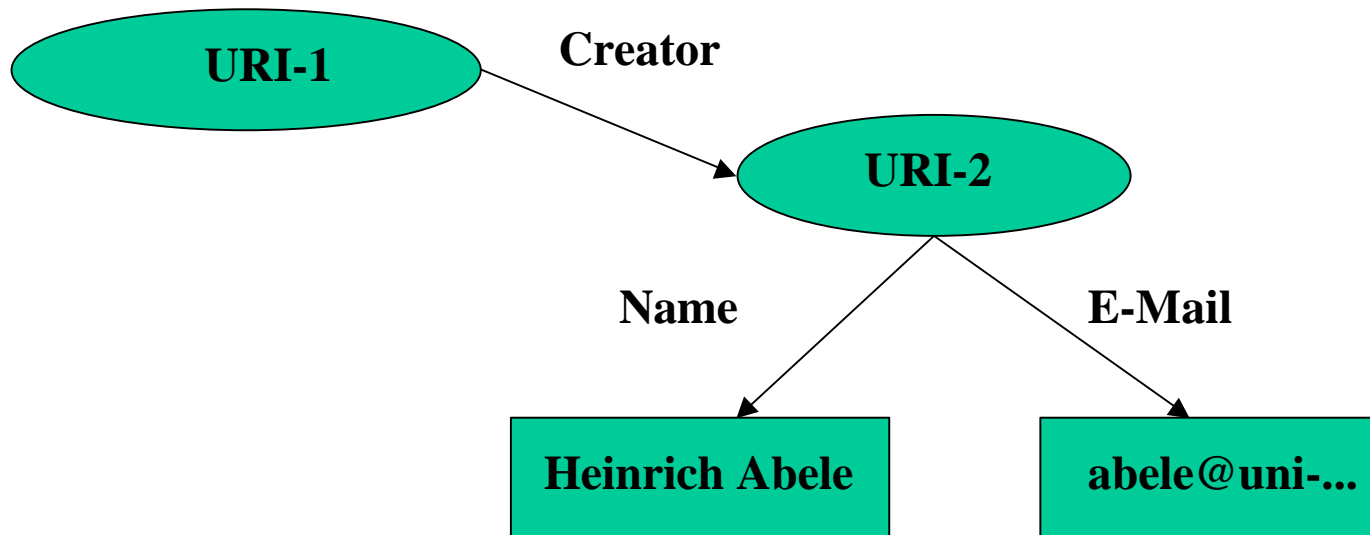 URI-1
Creator
URI-2
Name
E-Mail
Heinrich Abele
abele@uni-...